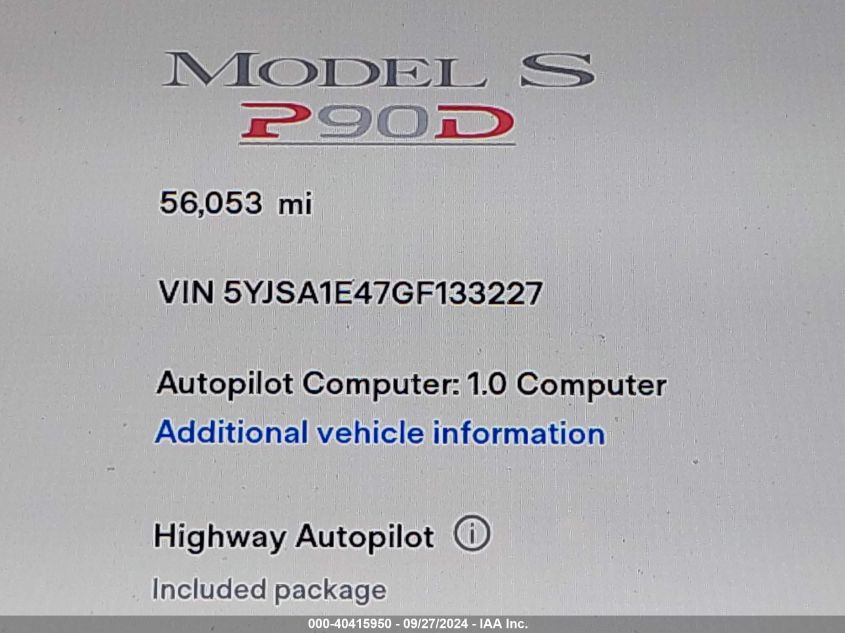 MODEL S
P90D
56,053 mi
VIN 5YJSA1E47GF133227
Autopilot Computer: 1.0 Computer
Additional vehicle information
Highway Autopilot ⓘ
Included package
000-40415950 - 09/27/2024 - IAA Inc.